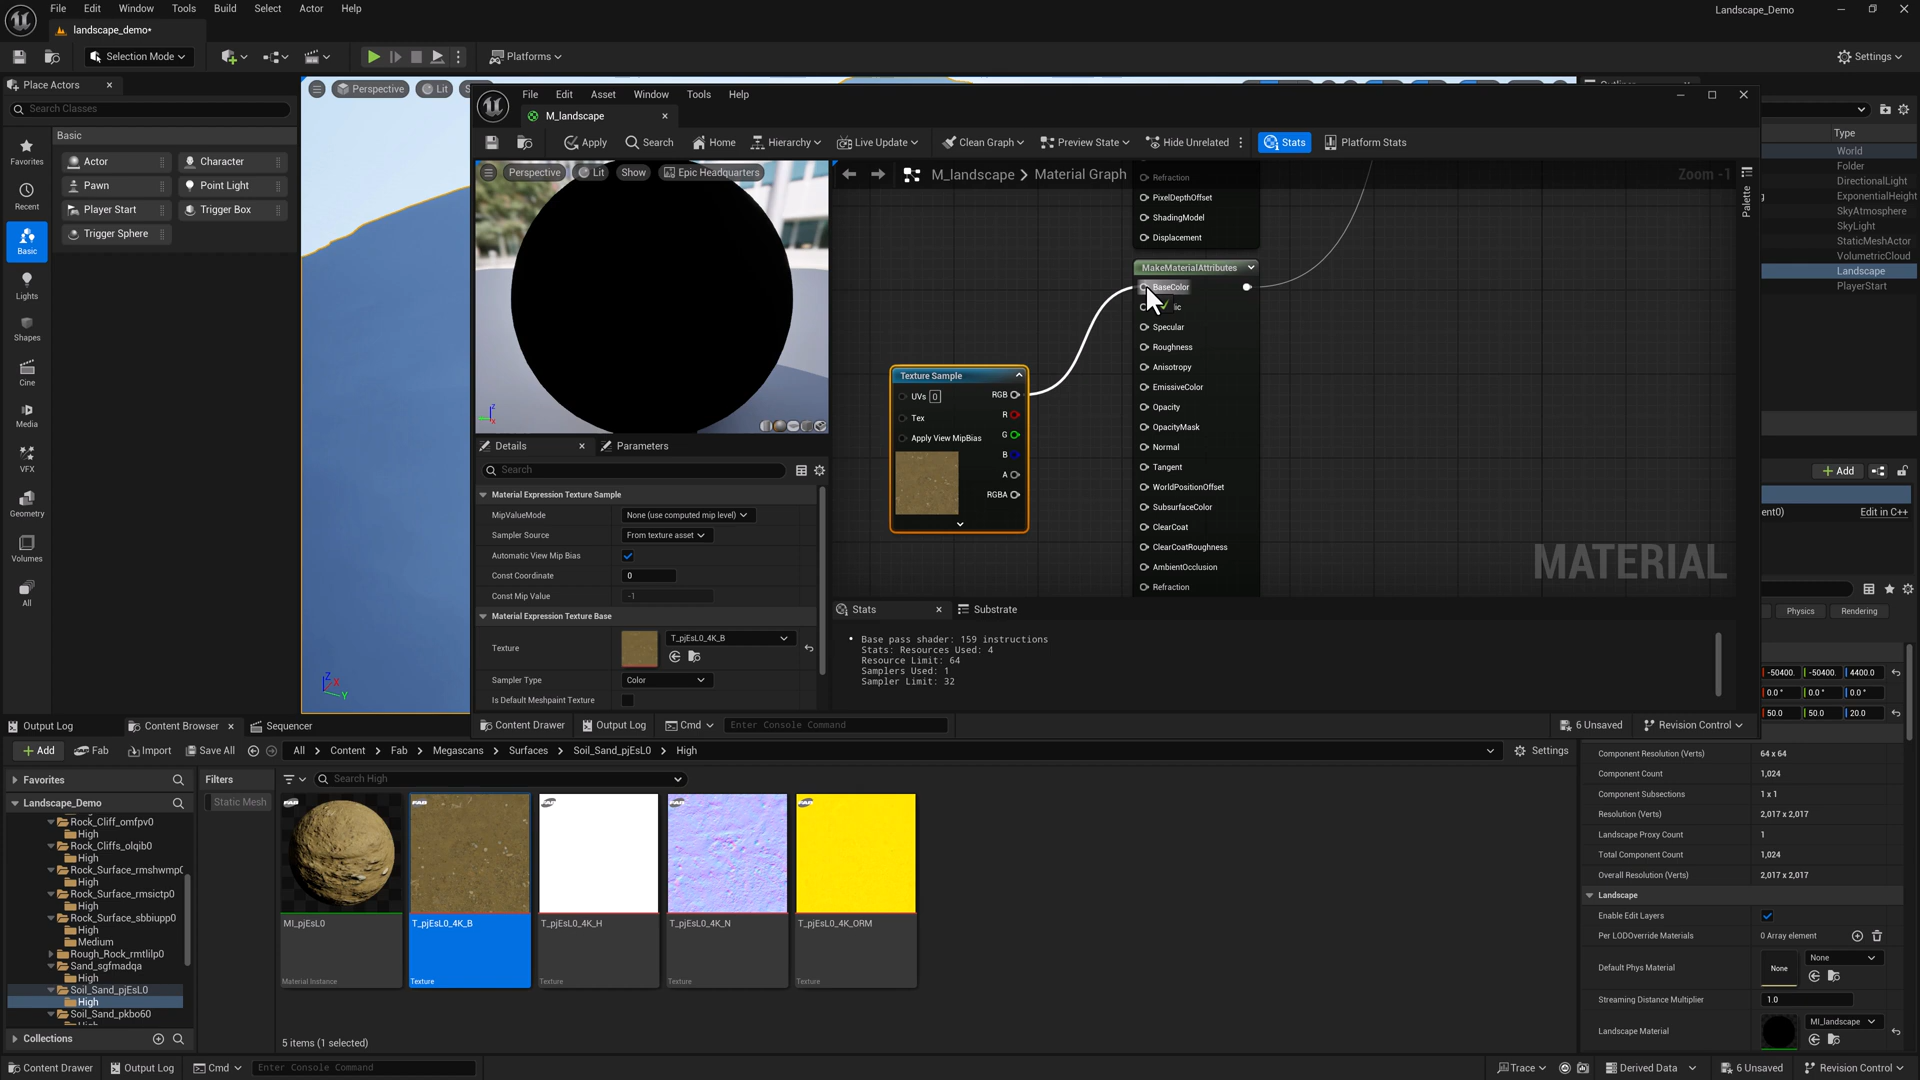 File Edit Window Tools Build Select Actor Help
Landscape_Demo
landscape_demo*
Selection Mode
Platforms
Settings
Place Actors
Search Classes
Favorites
Recent
Basic
Lights
Shapes
Cine
Media
VFX
Geometry
Volumes
All
Basic
Actor Character
Pawn Point Light
Player Start Trigger Box
Trigger Sphere
Perspective Lit
File Edit Asset Window Tools Help
M_landscape
Apply Search Home Hierarchy Live Update Clean Graph Preview State Hide Unrelated Stats Platform Stats
Perspective Lit Show Epic Headquarters
M_landscape > Material Graph
Zoom -1
Palette
Refraction
PixelDepthOffset
ShadingModel
Displacement
MakeMaterialAttributes
BaseColor
Specular
Roughness
Anisotropy
EmissiveColor
Opacity
OpacityMask
Normal
Tangent
WorldPositionOffset
SubsurfaceColor
ClearCoat
ClearCoatRoughness
AmbientOcclusion
Refraction
Texture Sample
UVs 0 RGB
R
Tex
G
Apply View MipBias
B
A
RGBA
MATERIAL
Details Parameters
Search
Material Expression Texture Sample
MipValueMode None (use computed mip level)
Sampler Source From texture asset
Automatic View Mip Bias
Const Coordinate 0
Const Mip Value -1
Material Expression Texture Base
Texture T_pjEsL0_4K_B
Sampler Type Color
Is Default Meshpaint Texture
Stats Substrate
Base pass shader: 159 instructions
Stats: Resources Used: 4
Resource Limit: 64
Samplers Used: 1
Sampler Limit: 32
Content Drawer Output Log Cmd Enter Console Command
6 Unsaved Revision Control
Type
World
Folder
DirectionalLight
ExponentialHeight
SkyAtmosphere
SkyLight
StaticMeshActor
VolumetricCloud
Landscape
PlayerStart
Add
ent0) Edit in C++
Physics Rendering
-50400. -50400. 4400.0
0.0 ° 0.0 ° 0.0 °
50.0 50.0 20.0
Component Resolution (Verts) 64 x 64
Component Count 1,024
Component Subsections 1 x 1
Resolution (Verts) 2,017 x 2,017
Landscape Proxy Count 1
Total Component Count 1,024
Overall Resolution (Verts) 2,017 x 2,017
Landscape
Enable Edit Layers
Per LODOverride Materials 0 Array element
Default Phys Material None None
Streaming Distance Multiplier 1.0
Landscape Material MI_landscape
Output Log Content Browser Sequencer
Add Fab Import Save All All > Content > Fab > Megascans > Surfaces > Soil_Sand_pjEsL0 > High Settings
Favorites
Landscape_Demo
Rock_Cliff_omfpv0
High
Rock_Cliffs_olqib0
High
Rock_Surface_rmshwmp0
High
Rock_Surface_rmsictp0
High
Rock_Surface_sbbiupp0
High
Medium
Rough_Rock_rmtlilp0
Sand_sgfmadqa
High
Soil_Sand_pjEsL0
High
Soil_Sand_pkbo60
Collections
Filters
Static Mesh
Search High
MI_pjEsL0
Material Instance
T_pjEsL0_4K_B
Texture
T_pjEsL0_4K_H
Texture
T_pjEsL0_4K_N
Texture
T_pjEsL0_4K_ORM
Texture
5 items (1 selected)
Content Drawer Output Log Cmd Enter Console Command
Trace Derived Data 6 Unsaved Revision Control